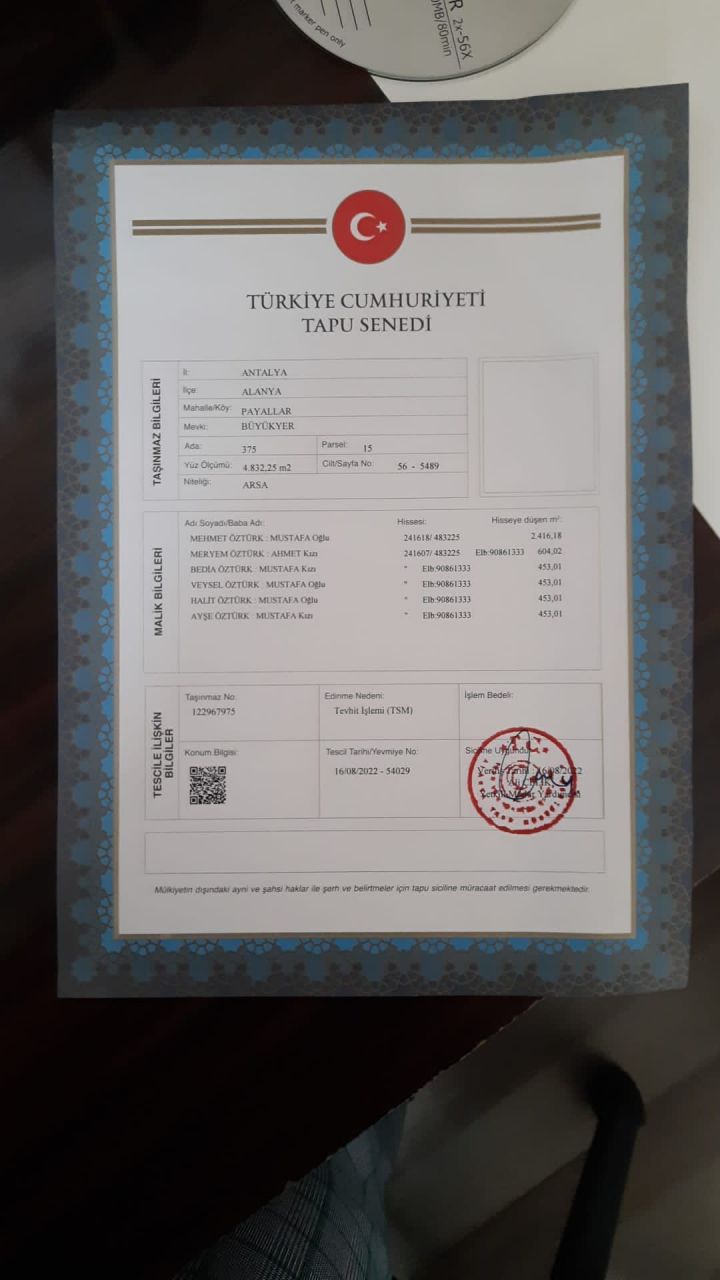 marker pen only
R 2x-56X
0MB/80min
TÜRKİYE CUMHURİYETİ
TAPU SENEDİ
TAŞINMAZ BİLGİLERİ
İl: ANTALYA
İlçe: ALANYA
Mahalle/Köy: PAYALLAR
Mevki: BÜYÜKYER
Ada: 375 Parsel: 15
Yüz Ölçümü: 4.832,25 m2 Cilt/Sayfa No: 56 - 5489
Niteliği: ARSA
MALİK BİLGİLERİ
Adı Soyadı/Baba Adı: Hissesi: Hisseye düşen m²:
MEHMET ÖZTÜRK : MUSTAFA Oğlu 241618/ 483225 2.416,18
MERYEM ÖZTÜRK : AHMET Kızı 241607/ 483225 Elb:90861333 604,02
BEDİA ÖZTÜRK : MUSTAFA Kızı " Elb:90861333 453,01
VEYSEL ÖZTÜRK : MUSTAFA Oğlu " Elb:90861333 453,01
HALİT ÖZTÜRK : MUSTAFA Oğlu " Elb:90861333 453,01
AYŞE ÖZTÜRK : MUSTAFA Kızı " Elb:90861333 453,01
TESCİLE İLİŞKİN
BİLGİLER
Taşınmaz No: Edinme Nedeni: İşlem Bedeli:
122967975 Tevhit İşlemi (TSM)
Konum Bilgisi: Tescil Tarihi/Yevmiye No: Siciline Uygundur
16/08/2022 - 54029
16/08/2022
Mülkiyetin dışındaki ayni ve şahsi haklar ile şerh ve belirtmeler için tapu siciline müracaat edilmesi gerekmektedir.